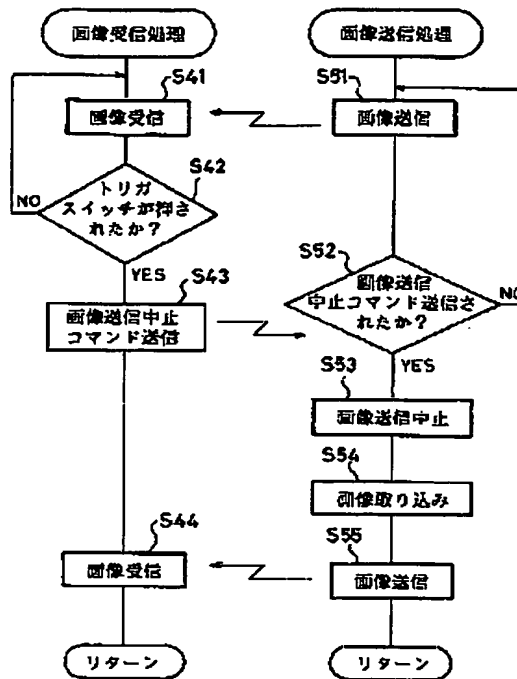 画像受信処理
S41
画像受信
S42
トリガ
スイッチが押さ
れたか?
NO
YES
S43
画像送信中止
コマンド送信
S44
画像受信
リターン
画像送信処理
S51
画像送信
S52
画像送信
中止コマンド送信さ
れたか?
NO
YES
S53
画像送信中止
S54
画像取り込み
S55
画像送信
リターン